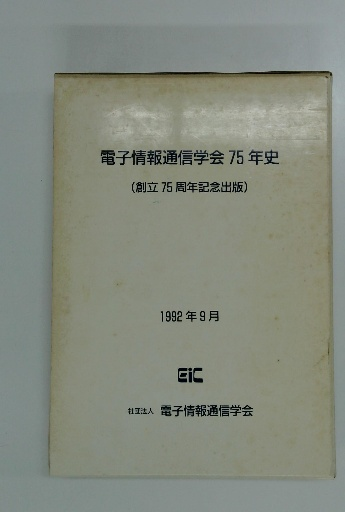 電子情報通信学会 75 年史
(創立 75 周年記念出版)
1992 年 9 月
EiC
社団法人 電子情報通信学会